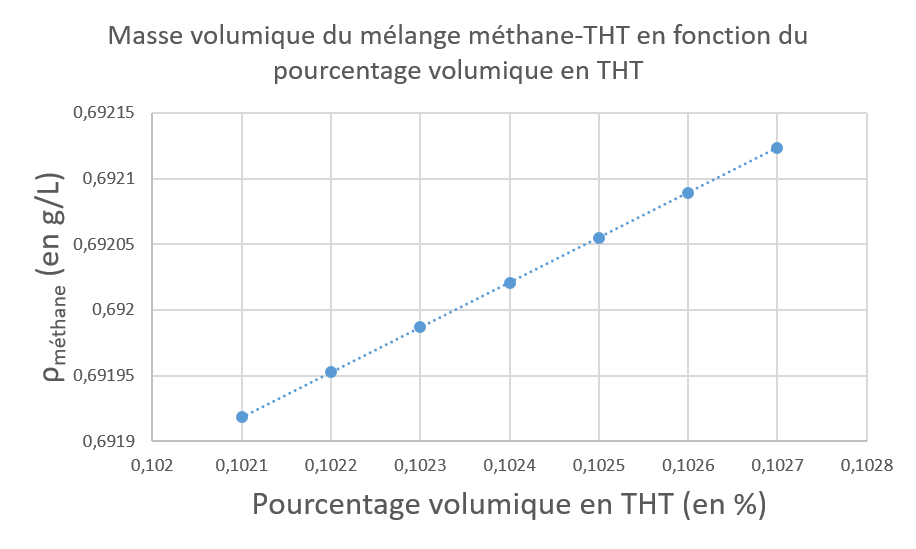 Masse volumique du mélange méthane-THT en fonction du
pourcentage volumique en THT
0,69215
0,6921
0,69205
0,692
0,69195
0,6919
ρméthane (en g/L)
0,102 0,1021 0,1022 0,1023 0,1024 0,1025 0,1026 0,1027 0,1028
Pourcentage volumique en THT (en %)